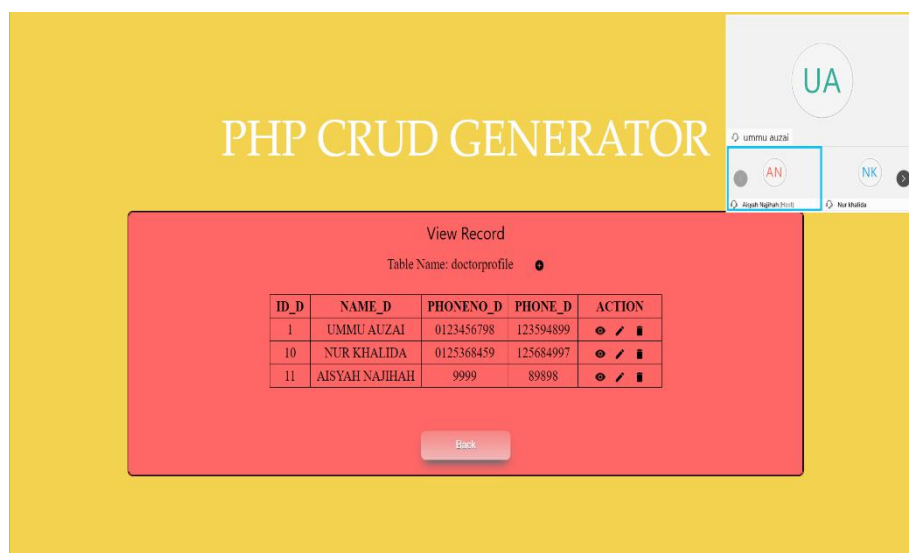 UA
ummu auzai
AN
NK
Aisyah Najihah (Host)
Nur khalida
PHP CRUD GENERATOR
View Record
Table Name: doctorprofile
ID_D NAME_D PHONENO_D PHONE_D ACTION
1 UMMU AUZAI 0123456798 123594899
10 NUR KHALIDA 0125368459 125684997
11 AISYAH NAJIHAH 9999 89898
Back